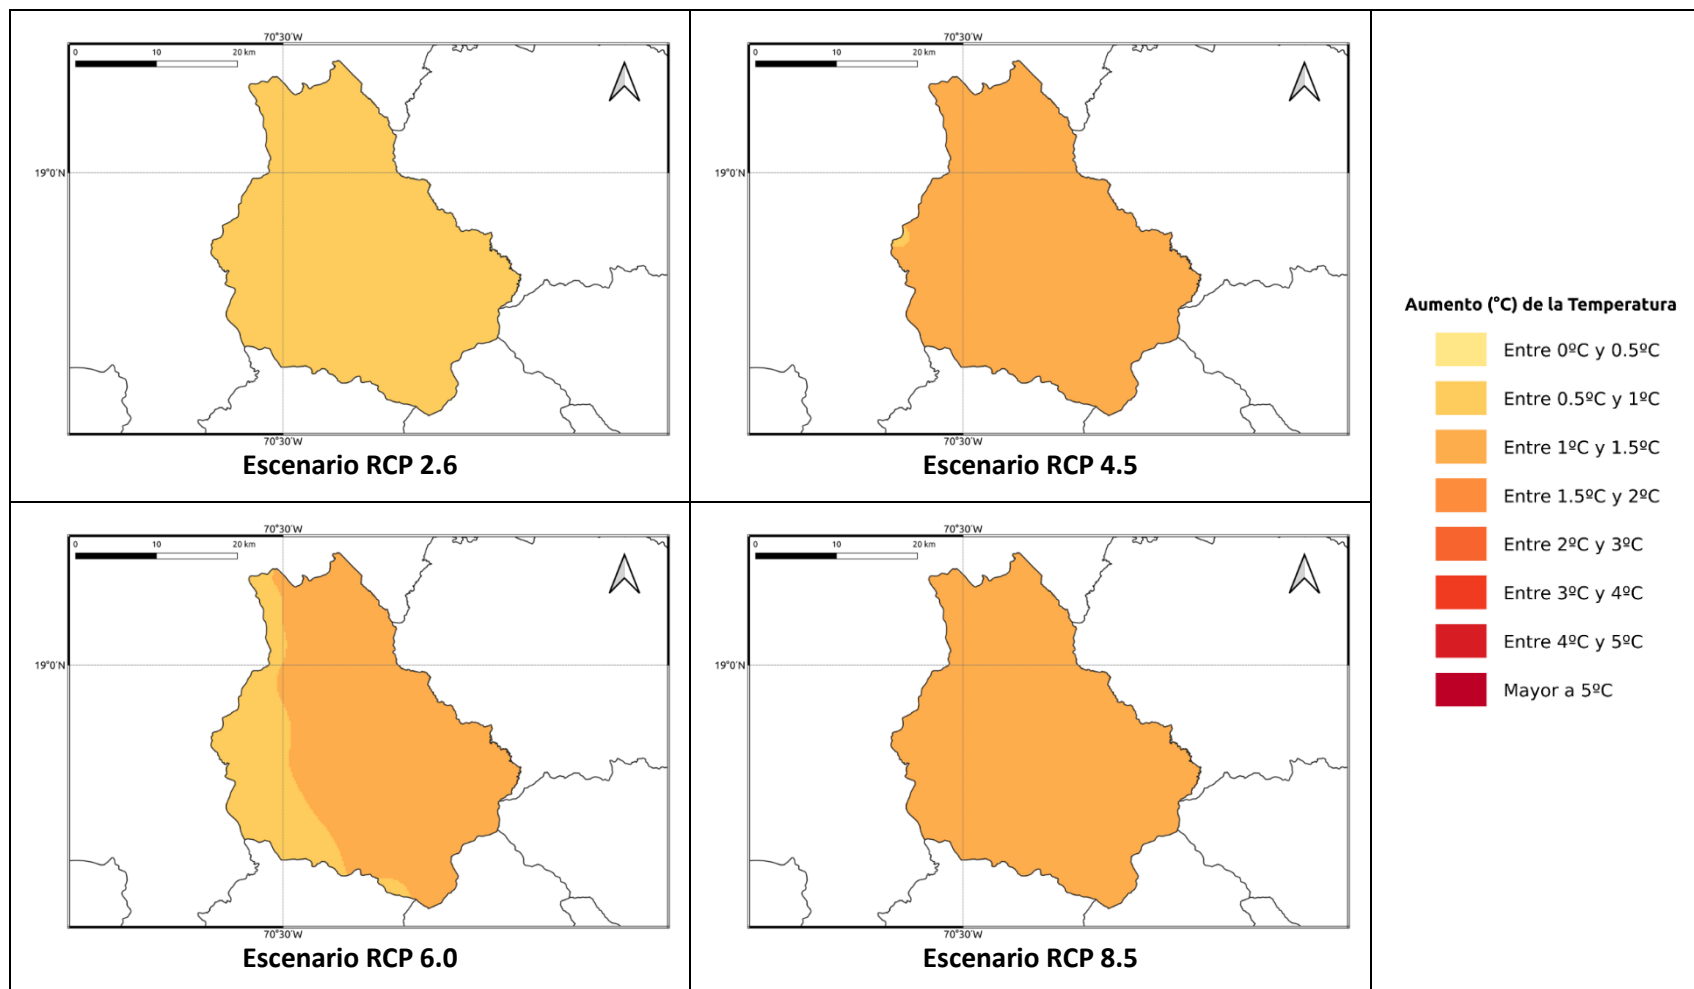 70°30'W
0 10 20 km
19°0'N
70°30'W
Escenario RCP 2.6
70°30'W
0 10 20 km
19°0'N
70°30'W
Escenario RCP 4.5
70°30'W
0 10 20 km
19°0'N
70°30'W
Escenario RCP 6.0
70°30'W
0 10 20 km
19°0'N
70°30'W
Escenario RCP 8.5
Aumento (°C) de la Temperatura
Entre 0ºC y 0.5ºC
Entre 0.5ºC y 1ºC
Entre 1ºC y 1.5ºC
Entre 1.5ºC y 2ºC
Entre 2ºC y 3ºC
Entre 3ºC y 4ºC
Entre 4ºC y 5ºC
Mayor a 5ºC